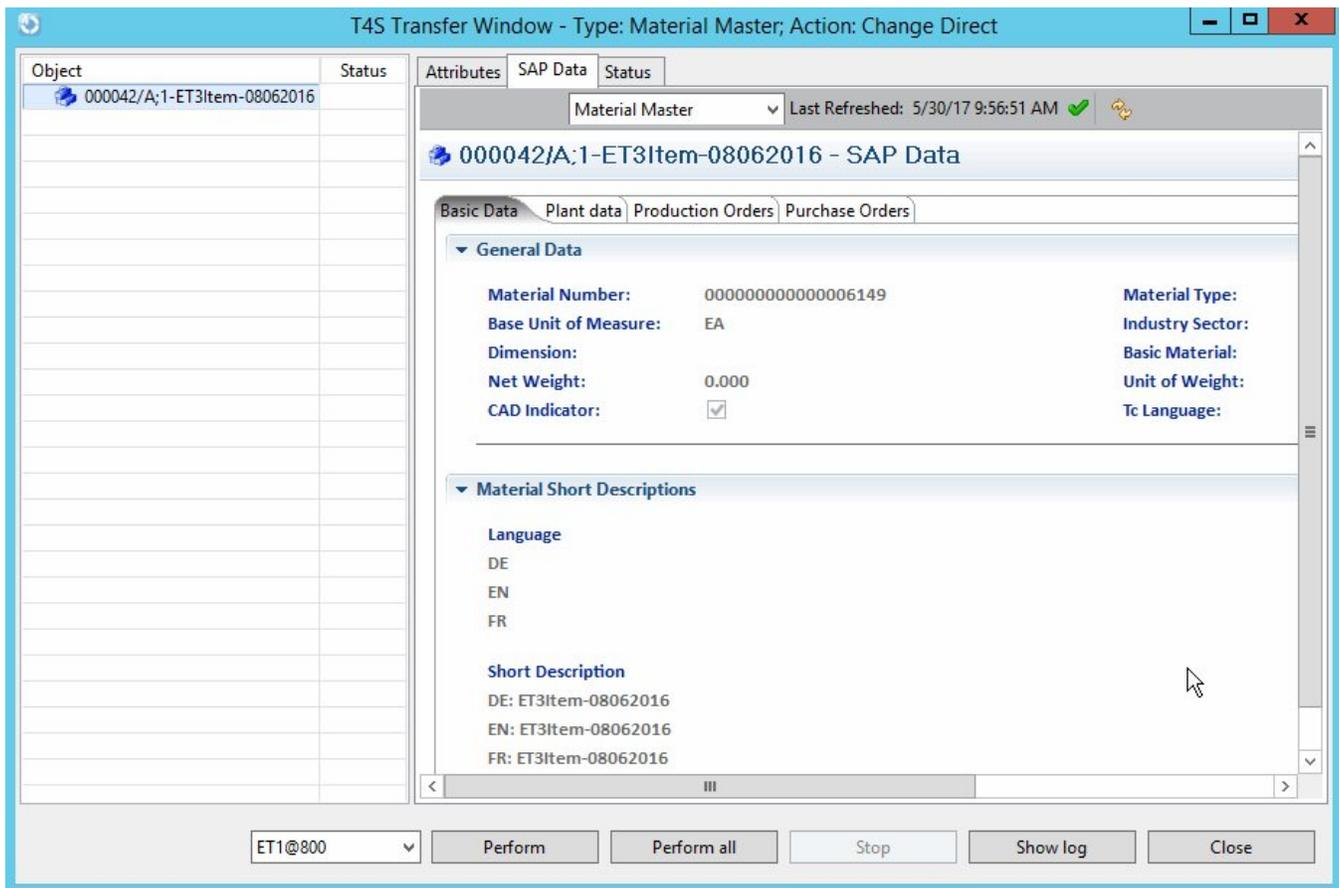 T4S Transfer Window - Type: Material Master; Action: Change Direct
Object Status
000042/A;1-ET3Item-08062016
Attributes SAP Data Status
Material Master Last Refreshed: 5/30/17 9:56:51 AM
000042/A;1-ET3Item-08062016 - SAP Data
Basic Data Plant data Production Orders Purchase Orders
General Data
Material Number: 000000000000006149 Material Type:
Base Unit of Measure: EA Industry Sector:
Dimension: Basic Material:
Net Weight: 0.000 Unit of Weight:
CAD Indicator: Tc Language:
Material Short Descriptions
Language
DE
EN
FR
Short Description
DE: ET3Item-08062016
EN: ET3Item-08062016
FR: ET3Item-08062016
ET1@800 Perform Perform all Stop Show log Close